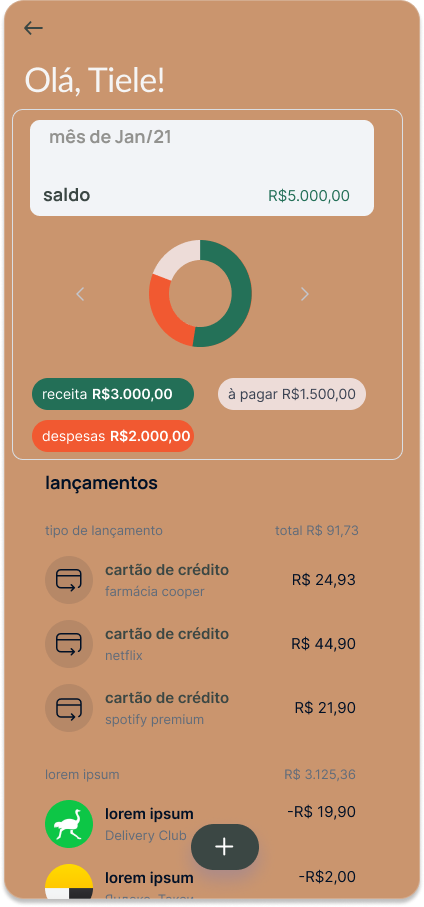 Olá, Tiele!
mês de Jan/21
saldo R$5.000,00
receita R$3.000,00 à pagar R$1.500,00
despesas R$2.000,00
lançamentos
tipo de lançamento total R$ 91,73
cartão de crédito
farmácia cooper
R$ 24,93
cartão de crédito
netflix
R$ 44,90
cartão de crédito
spotify premium
R$ 21,90
lorem ipsum R$ 3.125,36
lorem ipsum
Delivery Club
-R$ 19,90
lorem ipsum
-R$2,00